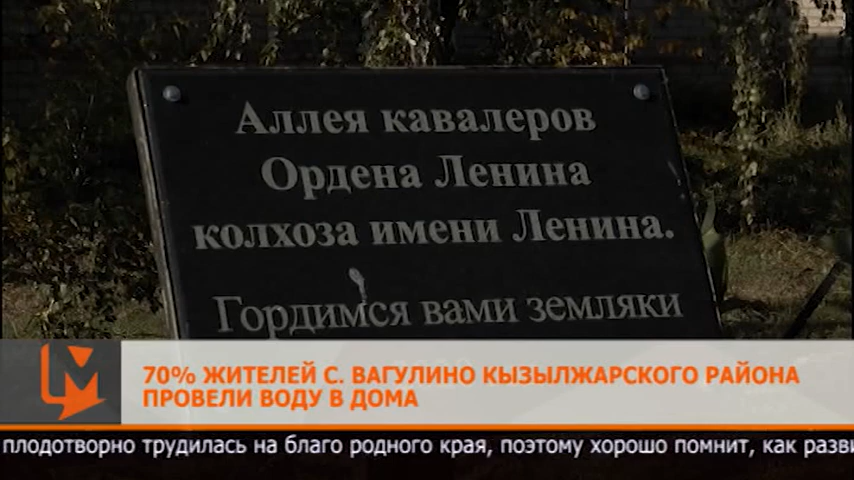 Аллея кавалеров
Ордена Ленина
колхоза имени Ленина.
Гордимся вами земляки
70% ЖИТЕЛЕЙ С. ВАГУЛИНО КЫЗЫЛЖАРСКОГО РАЙОНА
ПРОВЕЛИ ВОДУ В ДОМА
плодотворно трудилась на благо родного края, поэтому хорошо помнит, как разви